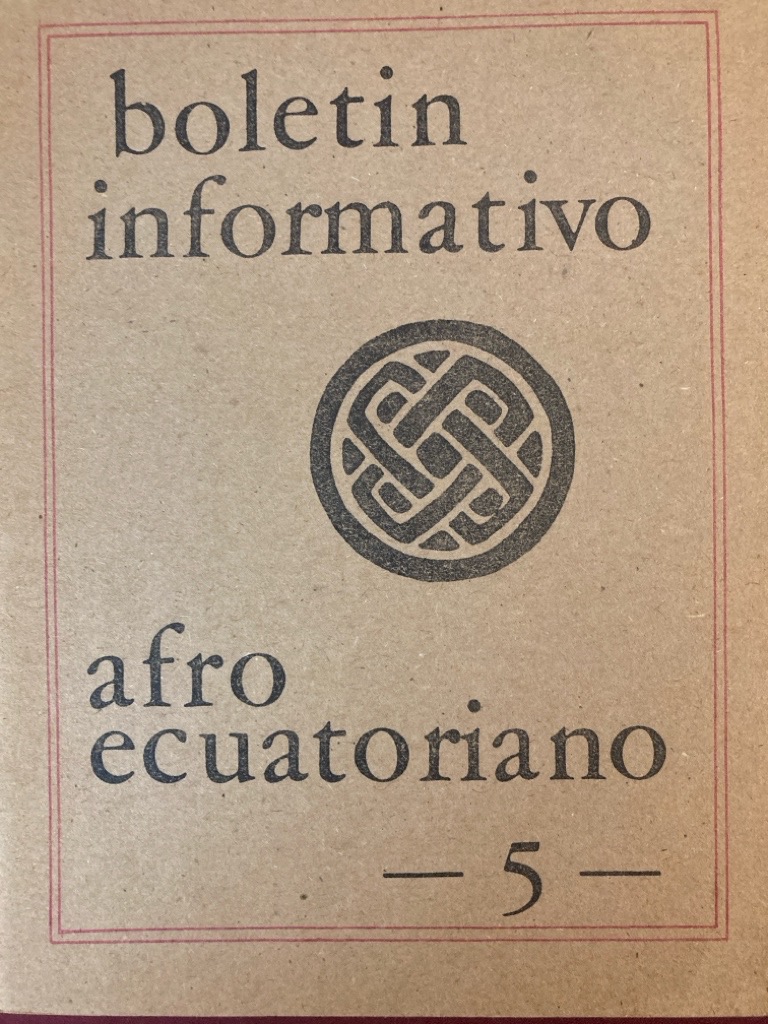 boletin
informativo
afro
ecuatoriano
— 5 —